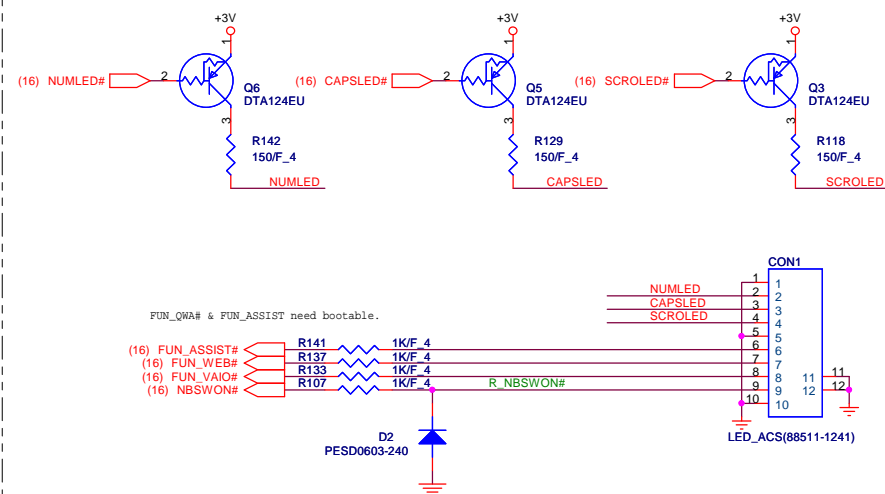 +3V +3V +3V
1 1 1
(16) NUMLED# 2 (16) CAPSLED# 2 (16) SCROLED# 2
Q6 Q5 Q3
DTA124EU DTA124EU DTA124EU
3 3 3
R142 R129 R118
150/F_4 150/F_4 150/F_4
NUMLED CAPSLED SCROLED
CON1
1 1
NUMLED 2 2
CAPSLED 3 3
SCROLED 4 4
FUN_QWA# & FUN_ASSIST need bootable.
5 5
(16) FUN_ASSIST# R141 1K/F_4 6 6
(16) FUN_WEB# R137 1K/F_4 7 7
(16) FUN_VAIO# R133 1K/F_4 8 8 11 11
(16) NBSWON# R107 1K/F_4 R_NBSWON# 9 9 12 12
10 10
D2 LED_ACS(88511-1241)
PESD0603-240